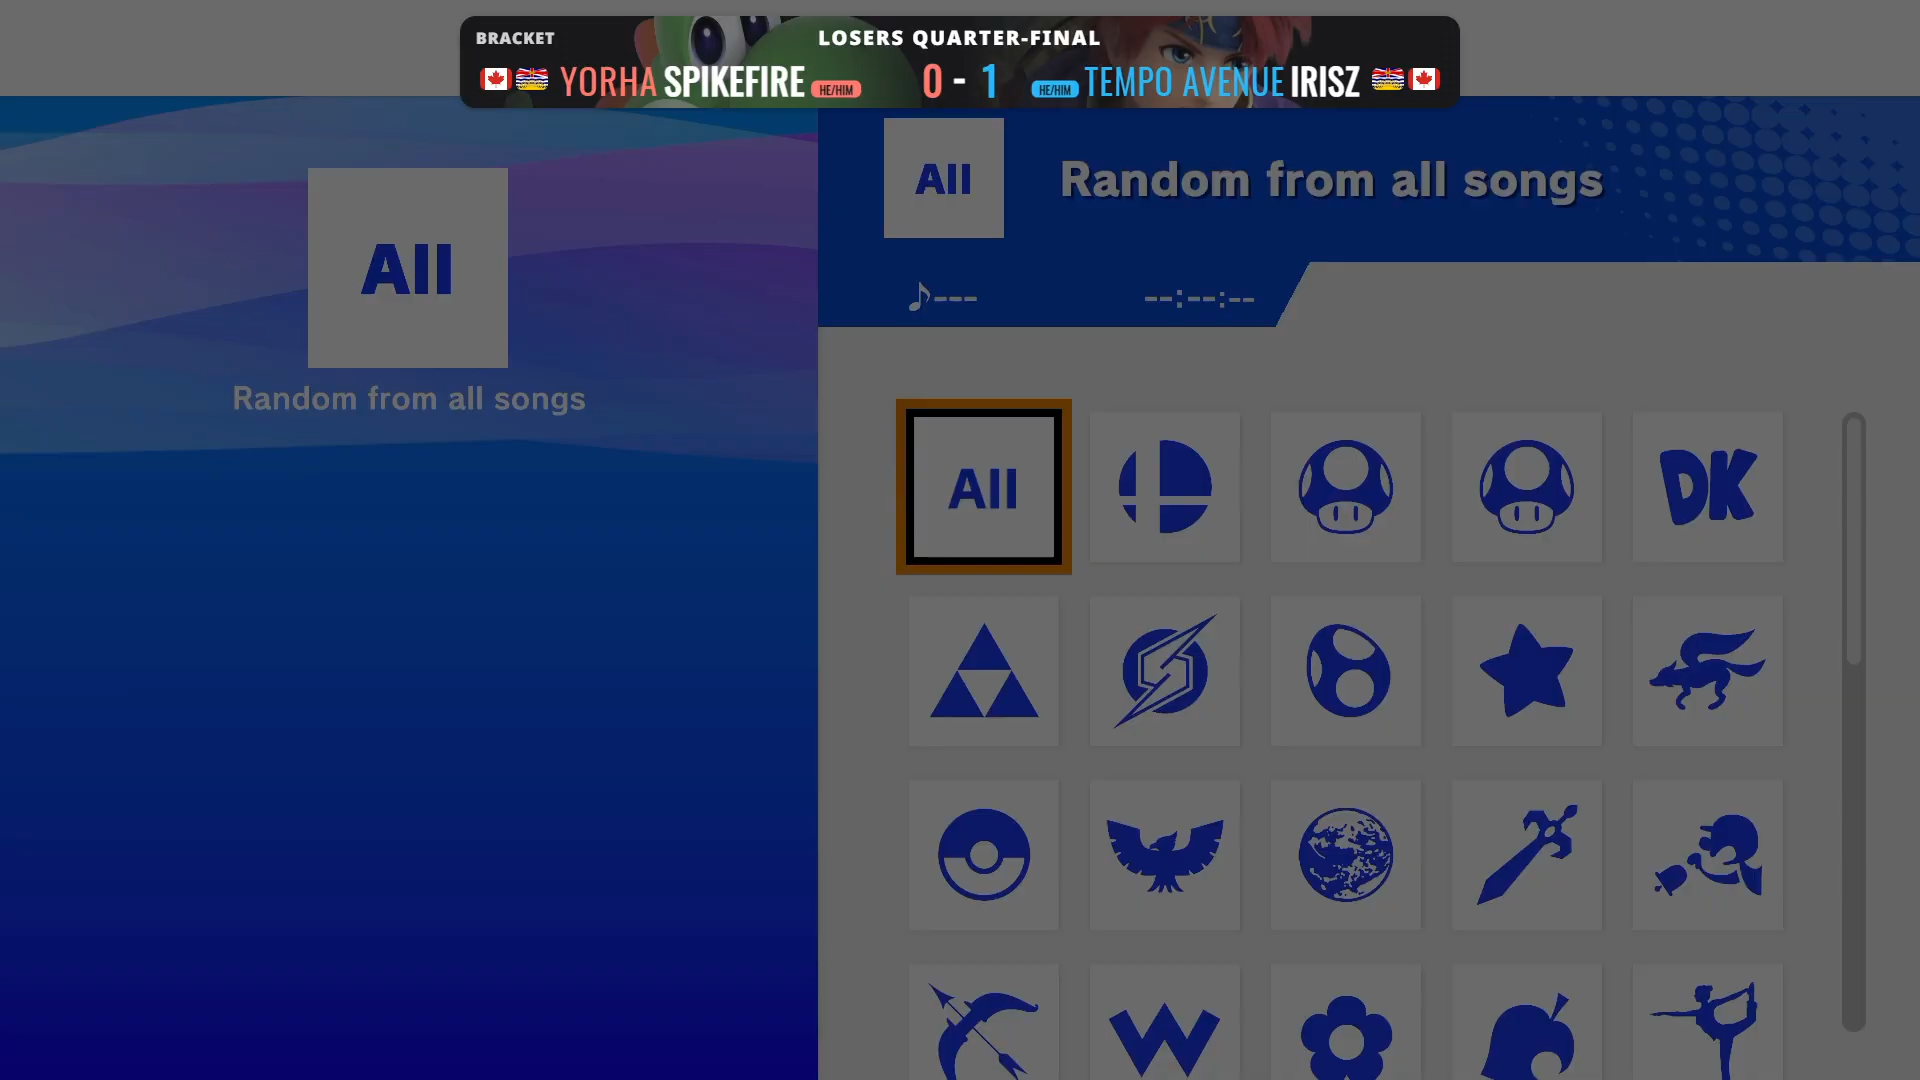 BRACKET
LOSERS QUARTER-FINAL
YORHA SPIKEFIRE HE/HIM 0 - 1 HE/HIM TEMPO AVENUE IRISZ
All
Random from all songs
All
Random from all songs
♪--- --:--:--
All
DK